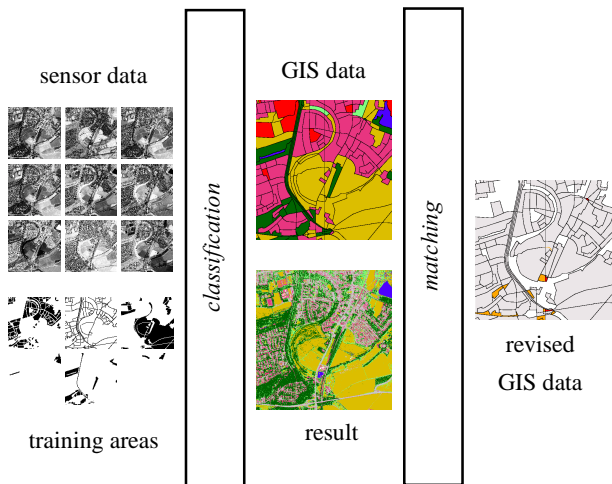 sensor data
training areas
classification
GIS data
result
matching
revised
GIS data